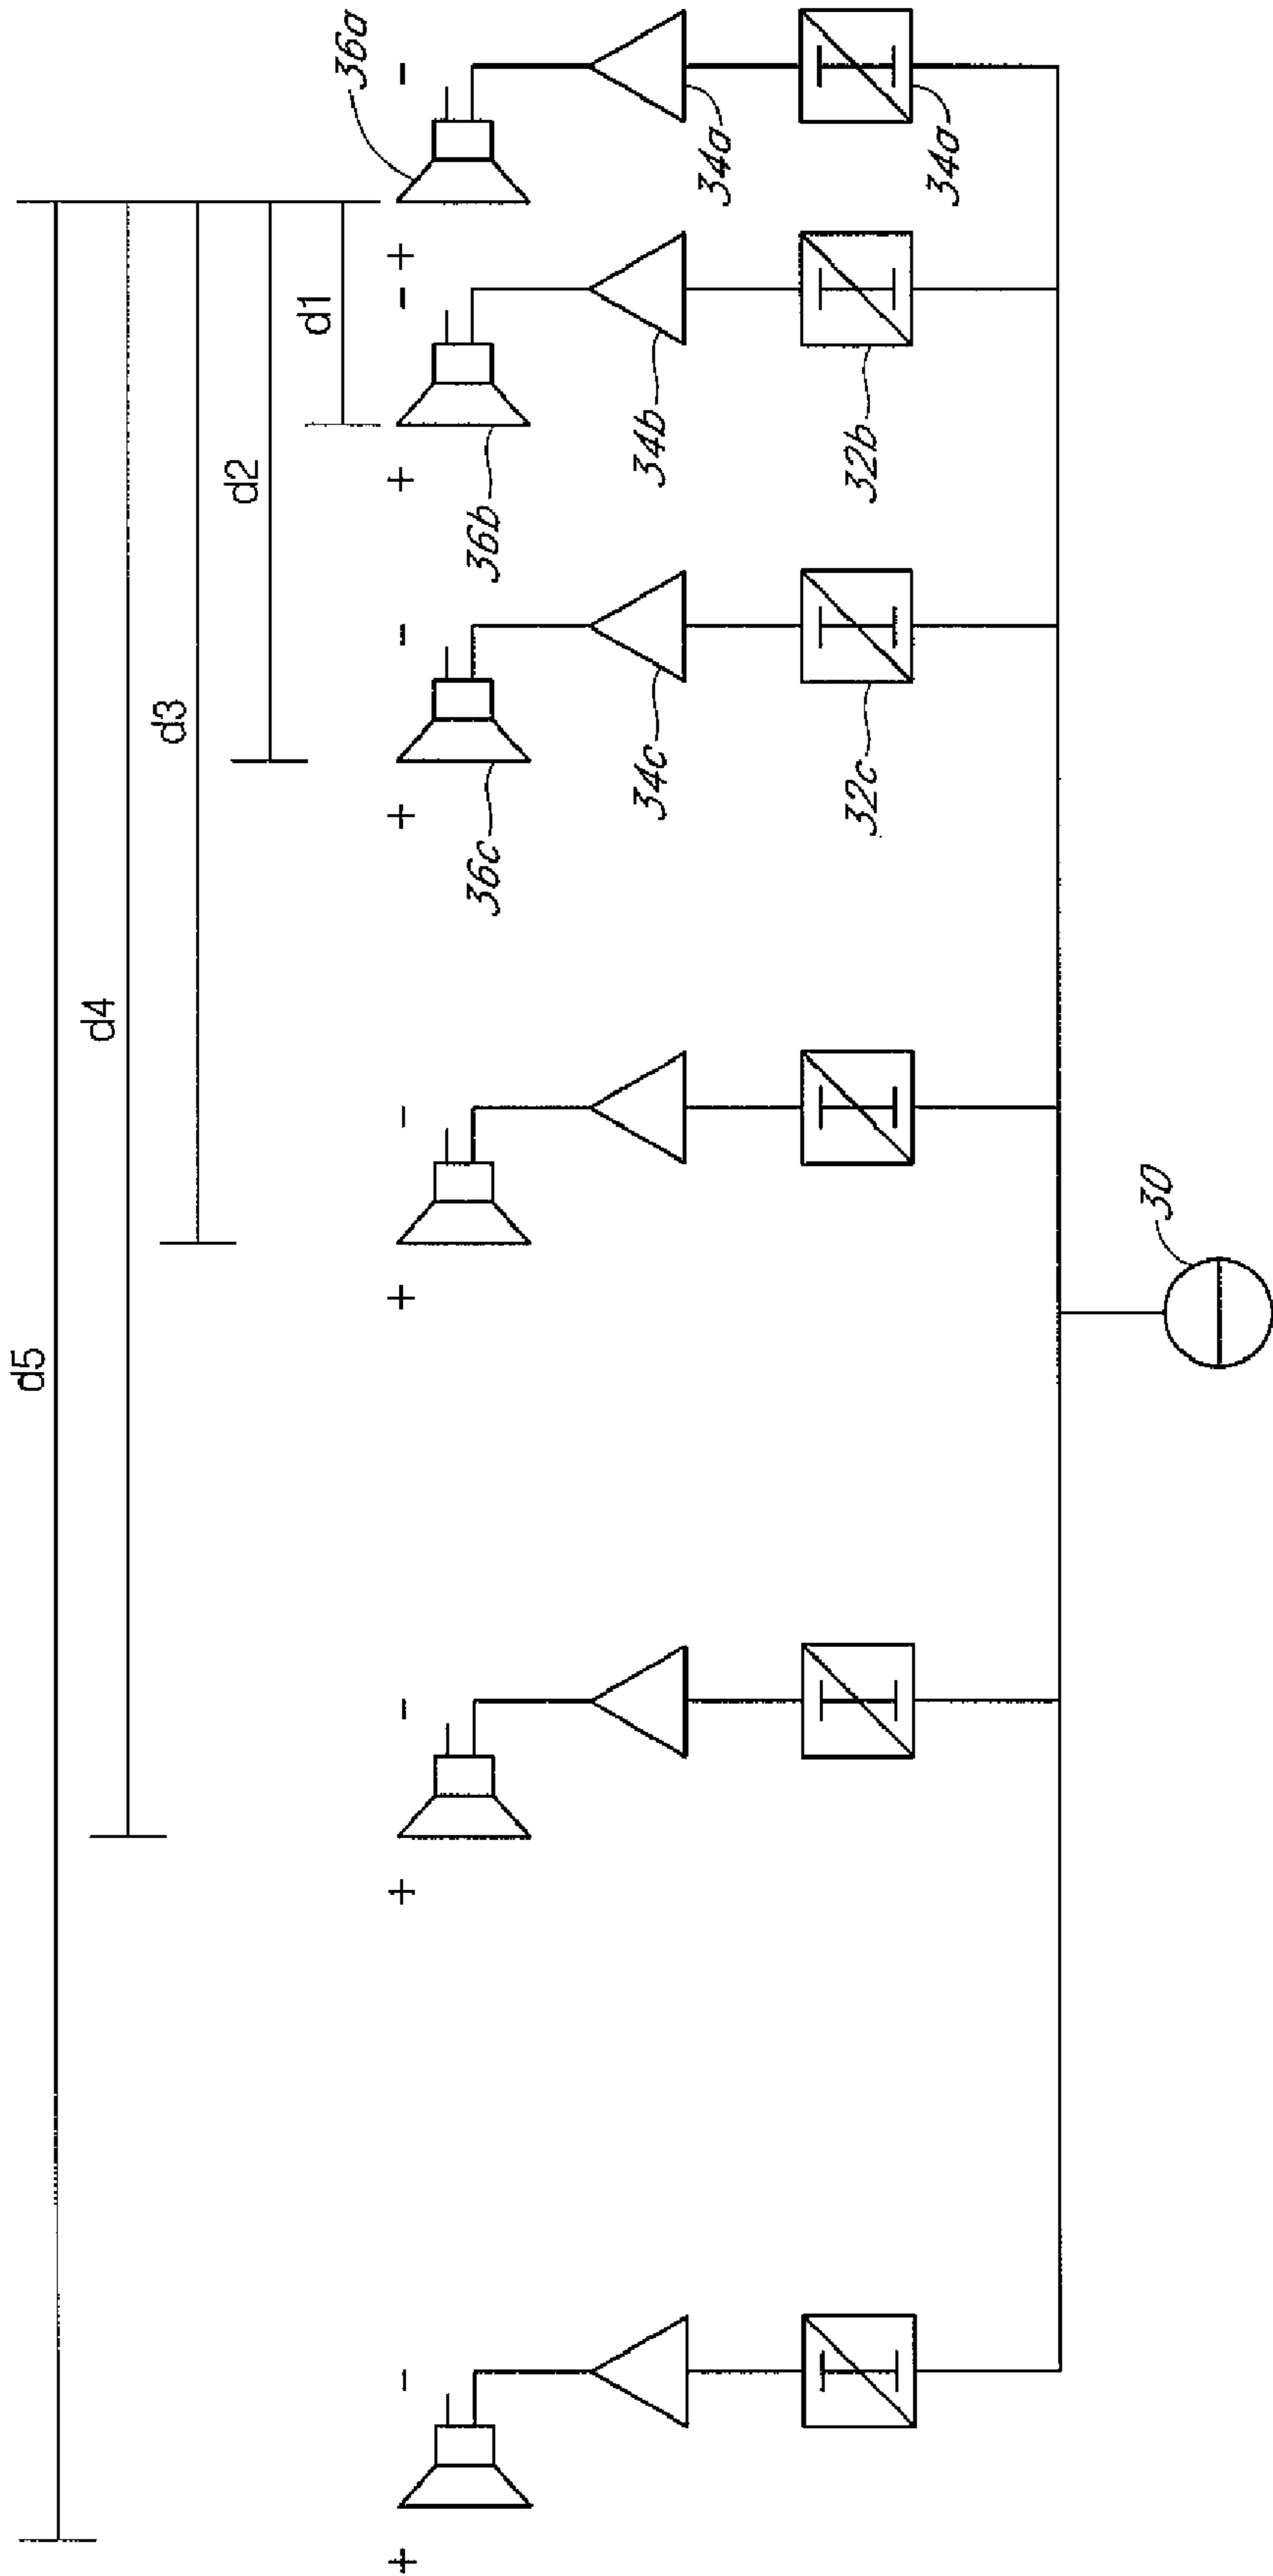 d5
d4
d3
d2
d1
36a
+ - + - + - + - + - + -
36b
36c
34a
34b
34c
34a
32b
32c
30